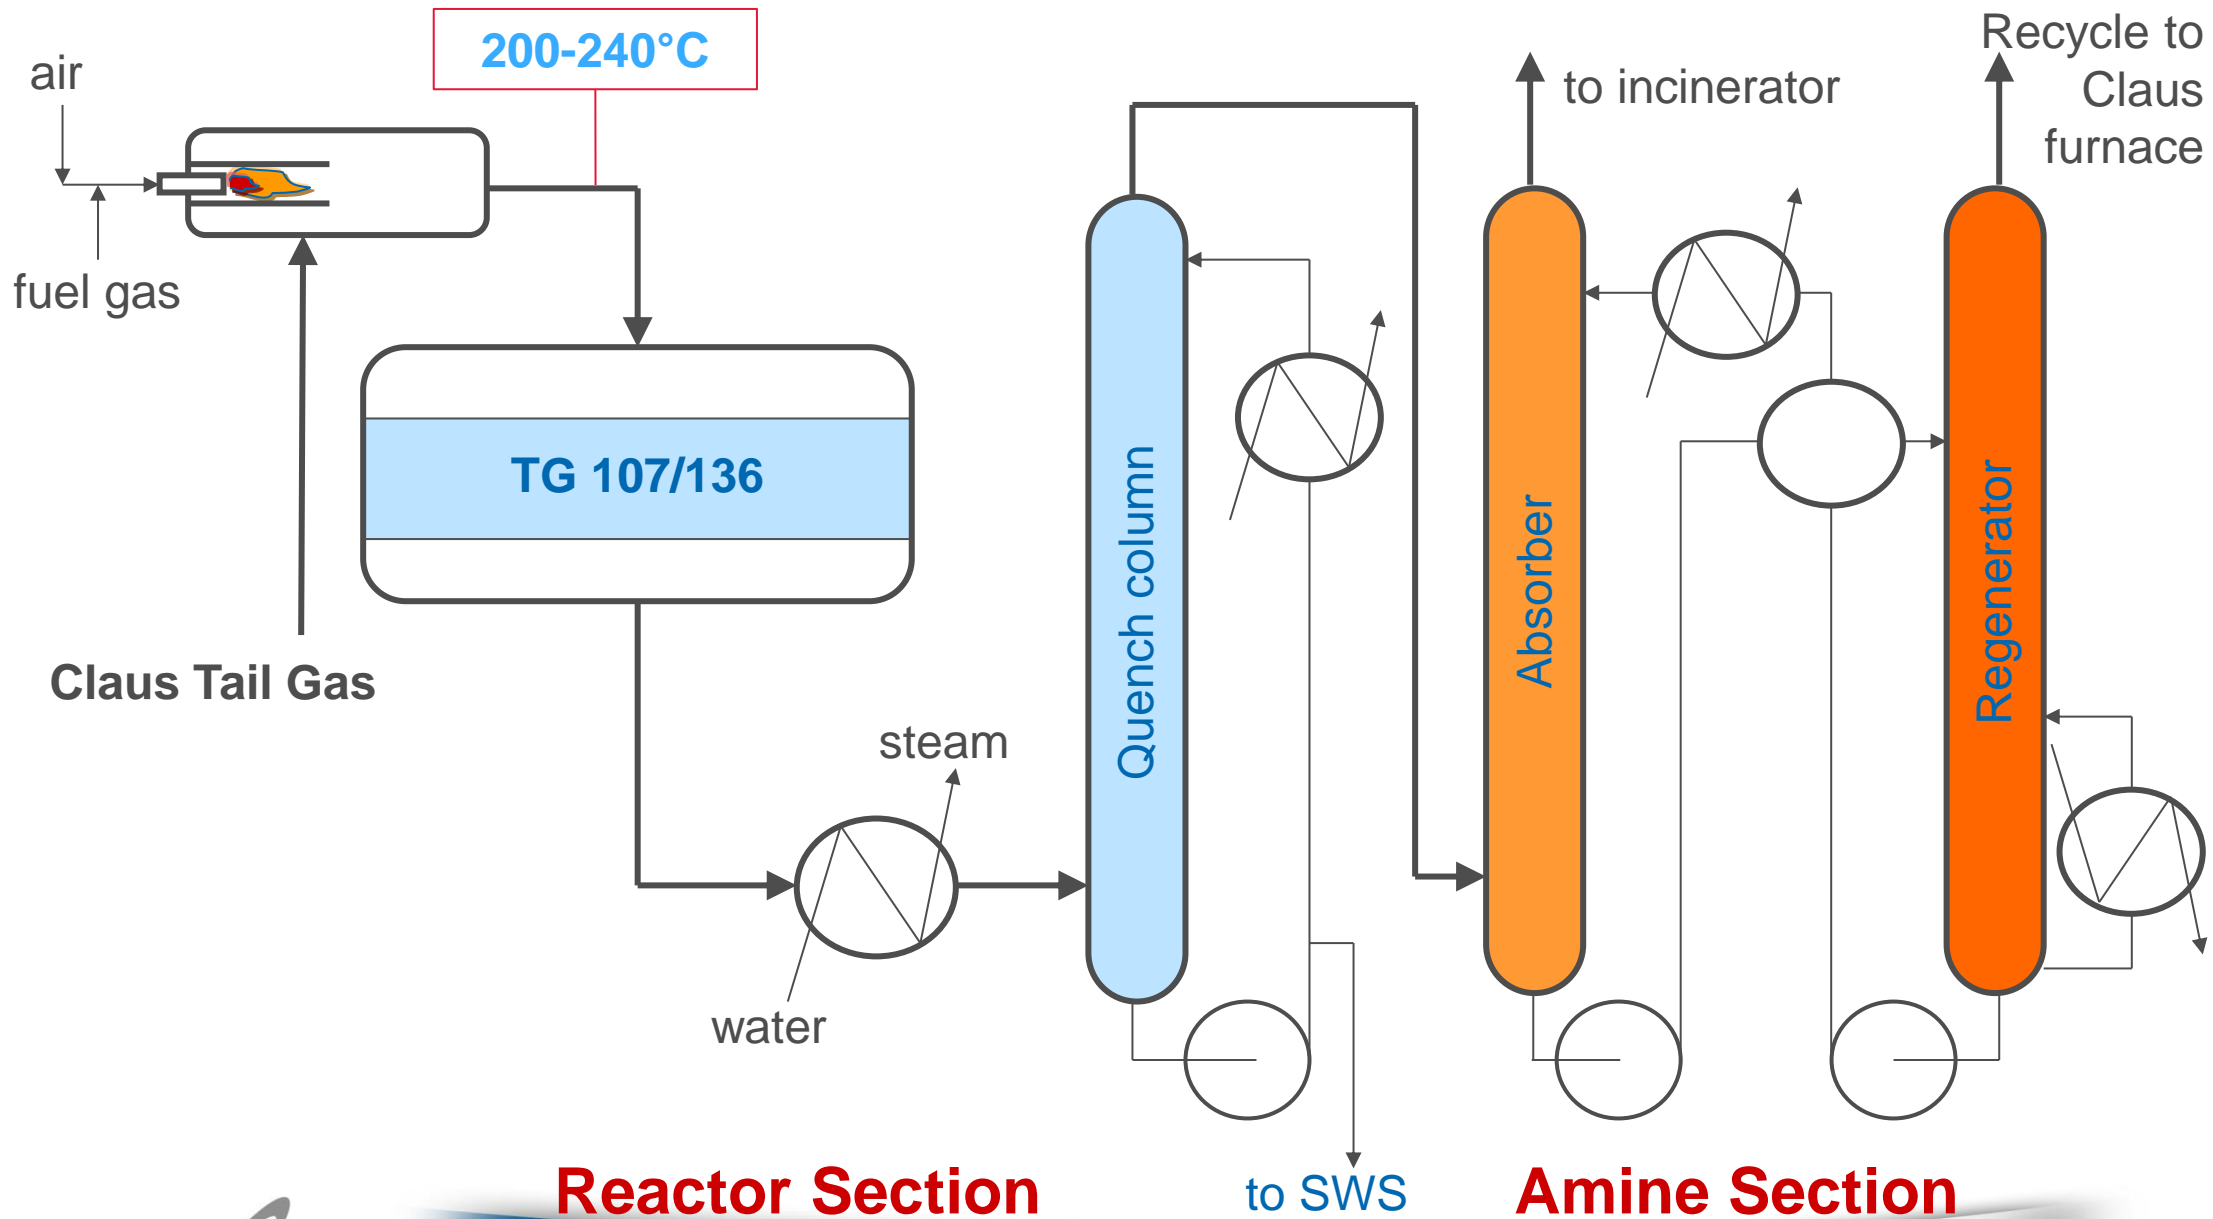 200-240°C
air
fuel gas
Claus Tail Gas
TG 107/136
steam
water
Quench column
to incinerator
Absorber
Recycle to
Claus
furnace
Regenerator
Reactor Section
to SWS
Amine Section